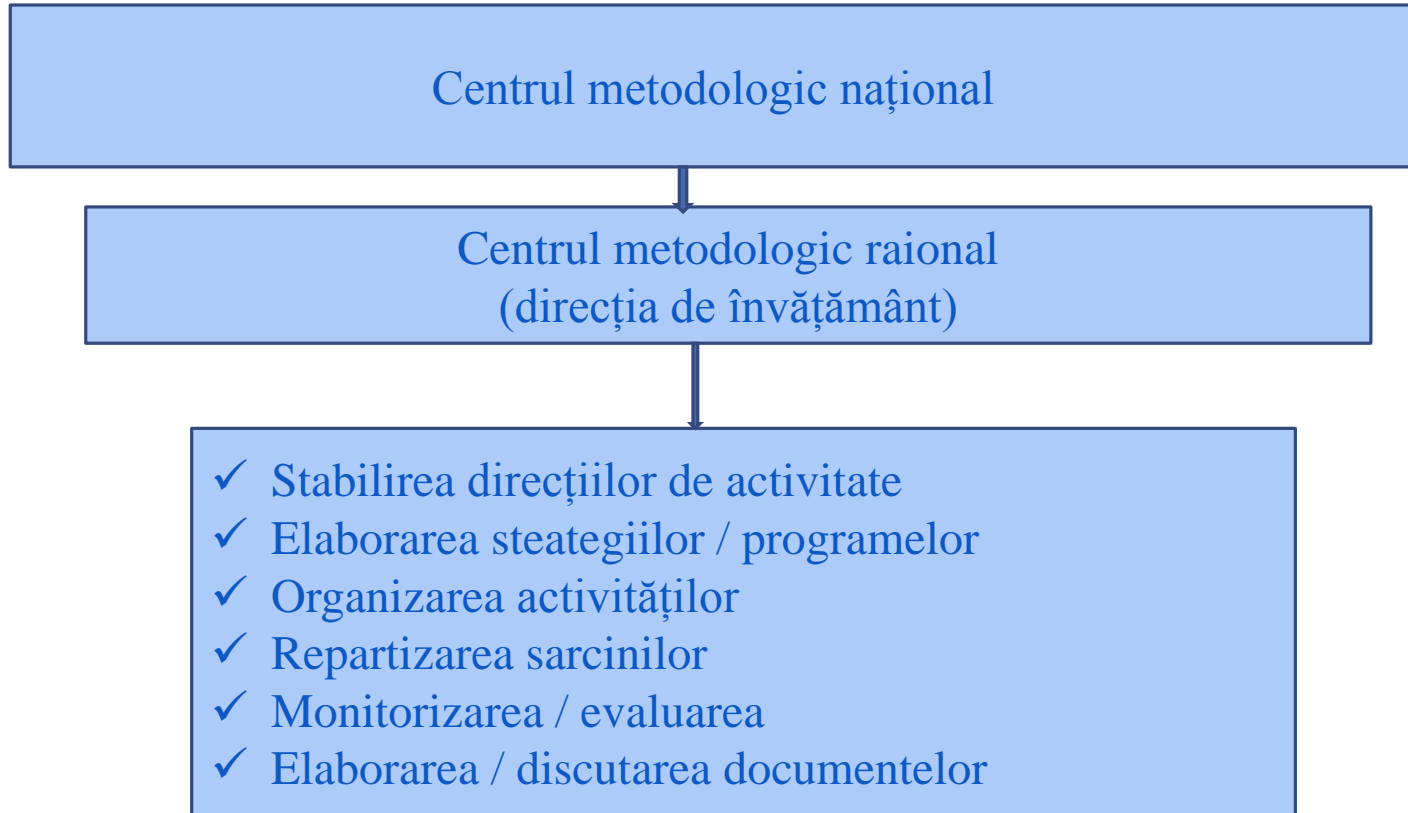 Centrul metodologic național
Centrul metodologic raional
(direcția de învățământ)
✓ Stabilirea direcțiilor de activitate
✓ Elaborarea steategiilor / programelor
✓ Organizarea activităților
✓ Repartizarea sarcinilor
✓ Monitorizarea / evaluarea
✓ Elaborarea / discutarea documentelor